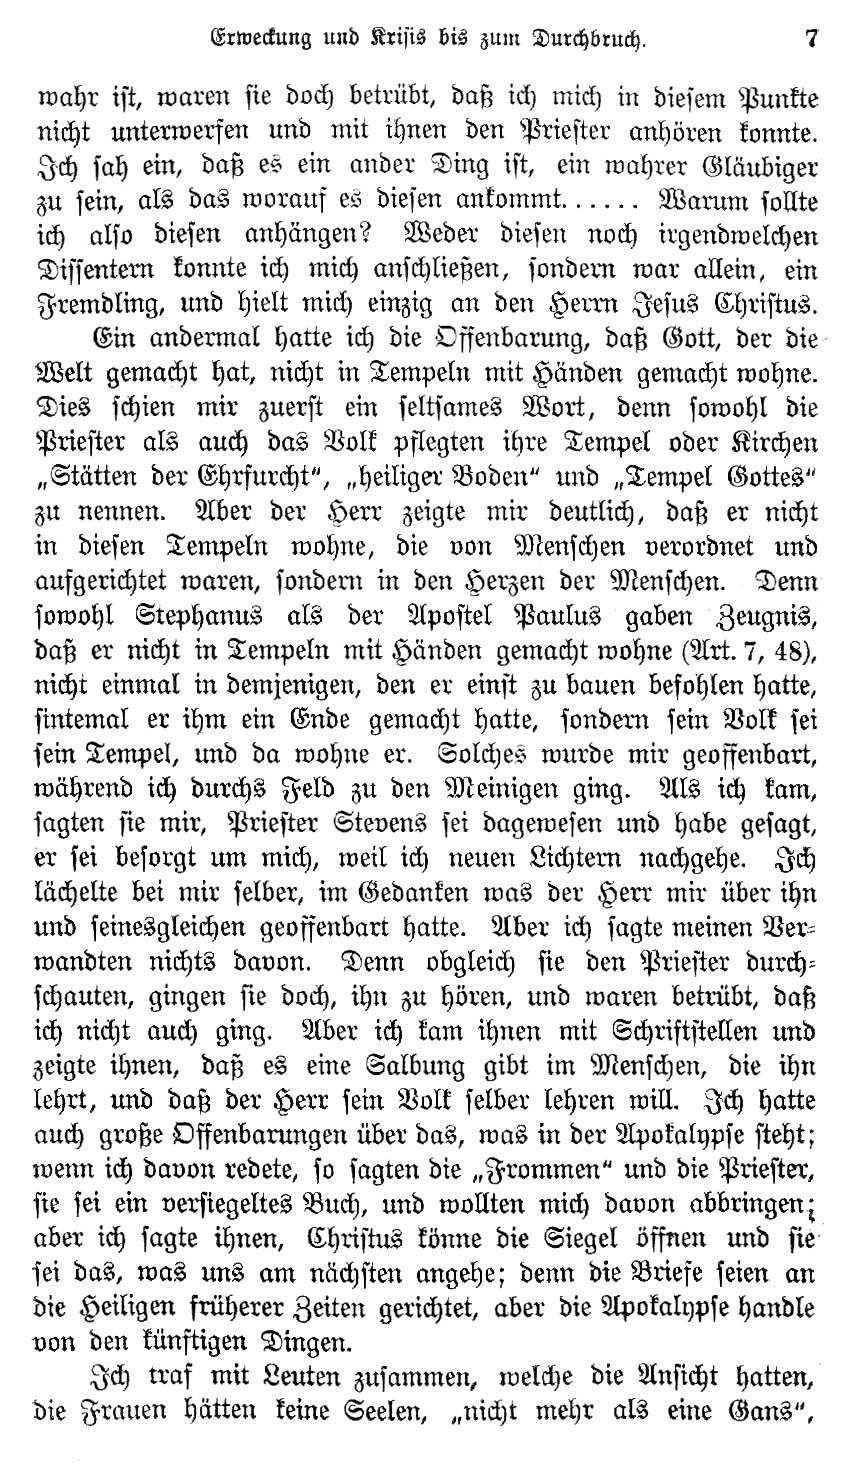 Erweckung und Krisis bis zum Durchbruch. 7
wahr ist, waren sie doch betrübt, daß ich mich in diesem Punkte
nicht unterwerfen und mit ihnen den Priester anhören konnte.
Ich sah ein, daß es ein ander Ding ist, ein wahrer Gläubiger
zu sein, als das worauf es diesen ankommt...... Warum sollte
ich also diesen anhängen? Weder diesen noch irgendwelchen
Dissentern konnte ich mich anschließen, sondern war allein, ein
Fremdling, und hielt mich einzig an den Herrn Jesus Christus.
Ein andermal hatte ich die Offenbarung, daß Gott, der die
Welt gemacht hat, nicht in Tempeln mit Händen gemacht wohne.
Dies schien mir zuerst ein seltsames Wort, denn sowohl die
Priester als auch das Volk pflegten ihre Tempel oder Kirchen
„Stätten der Ehrfurcht“, „heiliger Boden“ und „Tempel Gottes“
zu nennen. Aber der Herr zeigte mir deutlich, daß er nicht
in diesen Tempeln wohne, die von Menschen verordnet und
aufgerichtet waren, sondern in den Herzen der Menschen. Denn
sowohl Stephanus als der Apostel Paulus gaben Zeugnis,
daß er nicht in Tempeln mit Händen gemacht wohne (Art. 7, 48),
nicht einmal in demjenigen, den er einst zu bauen befohlen hatte,
sintemal er ihm ein Ende gemacht hatte, sondern sein Volk sei
sein Tempel, und da wohne er. Solches wurde mir geoffenbart,
während ich durchs Feld zu den Meinigen ging. Als ich kam,
sagten sie mir, Priester Stevens sei dagewesen und habe gesagt,
er sei besorgt um mich, weil ich neuen Lichtern nachgehe. Ich
lächelte bei mir selber, im Gedanken was der Herr mir über ihn
und seinesgleichen geoffenbart hatte. Aber ich sagte meinen Ver-
wandten nichts davon. Denn obgleich sie den Priester durch-
schauten, gingen sie doch, ihn zu hören, und waren betrübt, daß
ich nicht auch ging. Aber ich kam ihnen mit Schriftstellen und
zeigte ihnen, daß es eine Salbung gibt im Menschen, die ihn
lehrt, und daß der Herr sein Volk selber lehren will. Ich hatte
auch große Offenbarungen über das, was in der Apokalypse steht;
wenn ich davon redete, so sagten die „Frommen“ und die Priester,
sie sei ein versiegeltes Buch, und wollten mich davon abbringen;
aber ich sagte ihnen, Christus könne die Siegel öffnen und sie
sei das, was uns am nächsten angehe; denn die Briefe seien an
die Heiligen früherer Zeiten gerichtet, aber die Apokalypse handle
von den künftigen Dingen.
Ich traf mit Leuten zusammen, welche die Ansicht hatten,
die Frauen hätten keine Seelen, „nicht mehr als eine Gans“,